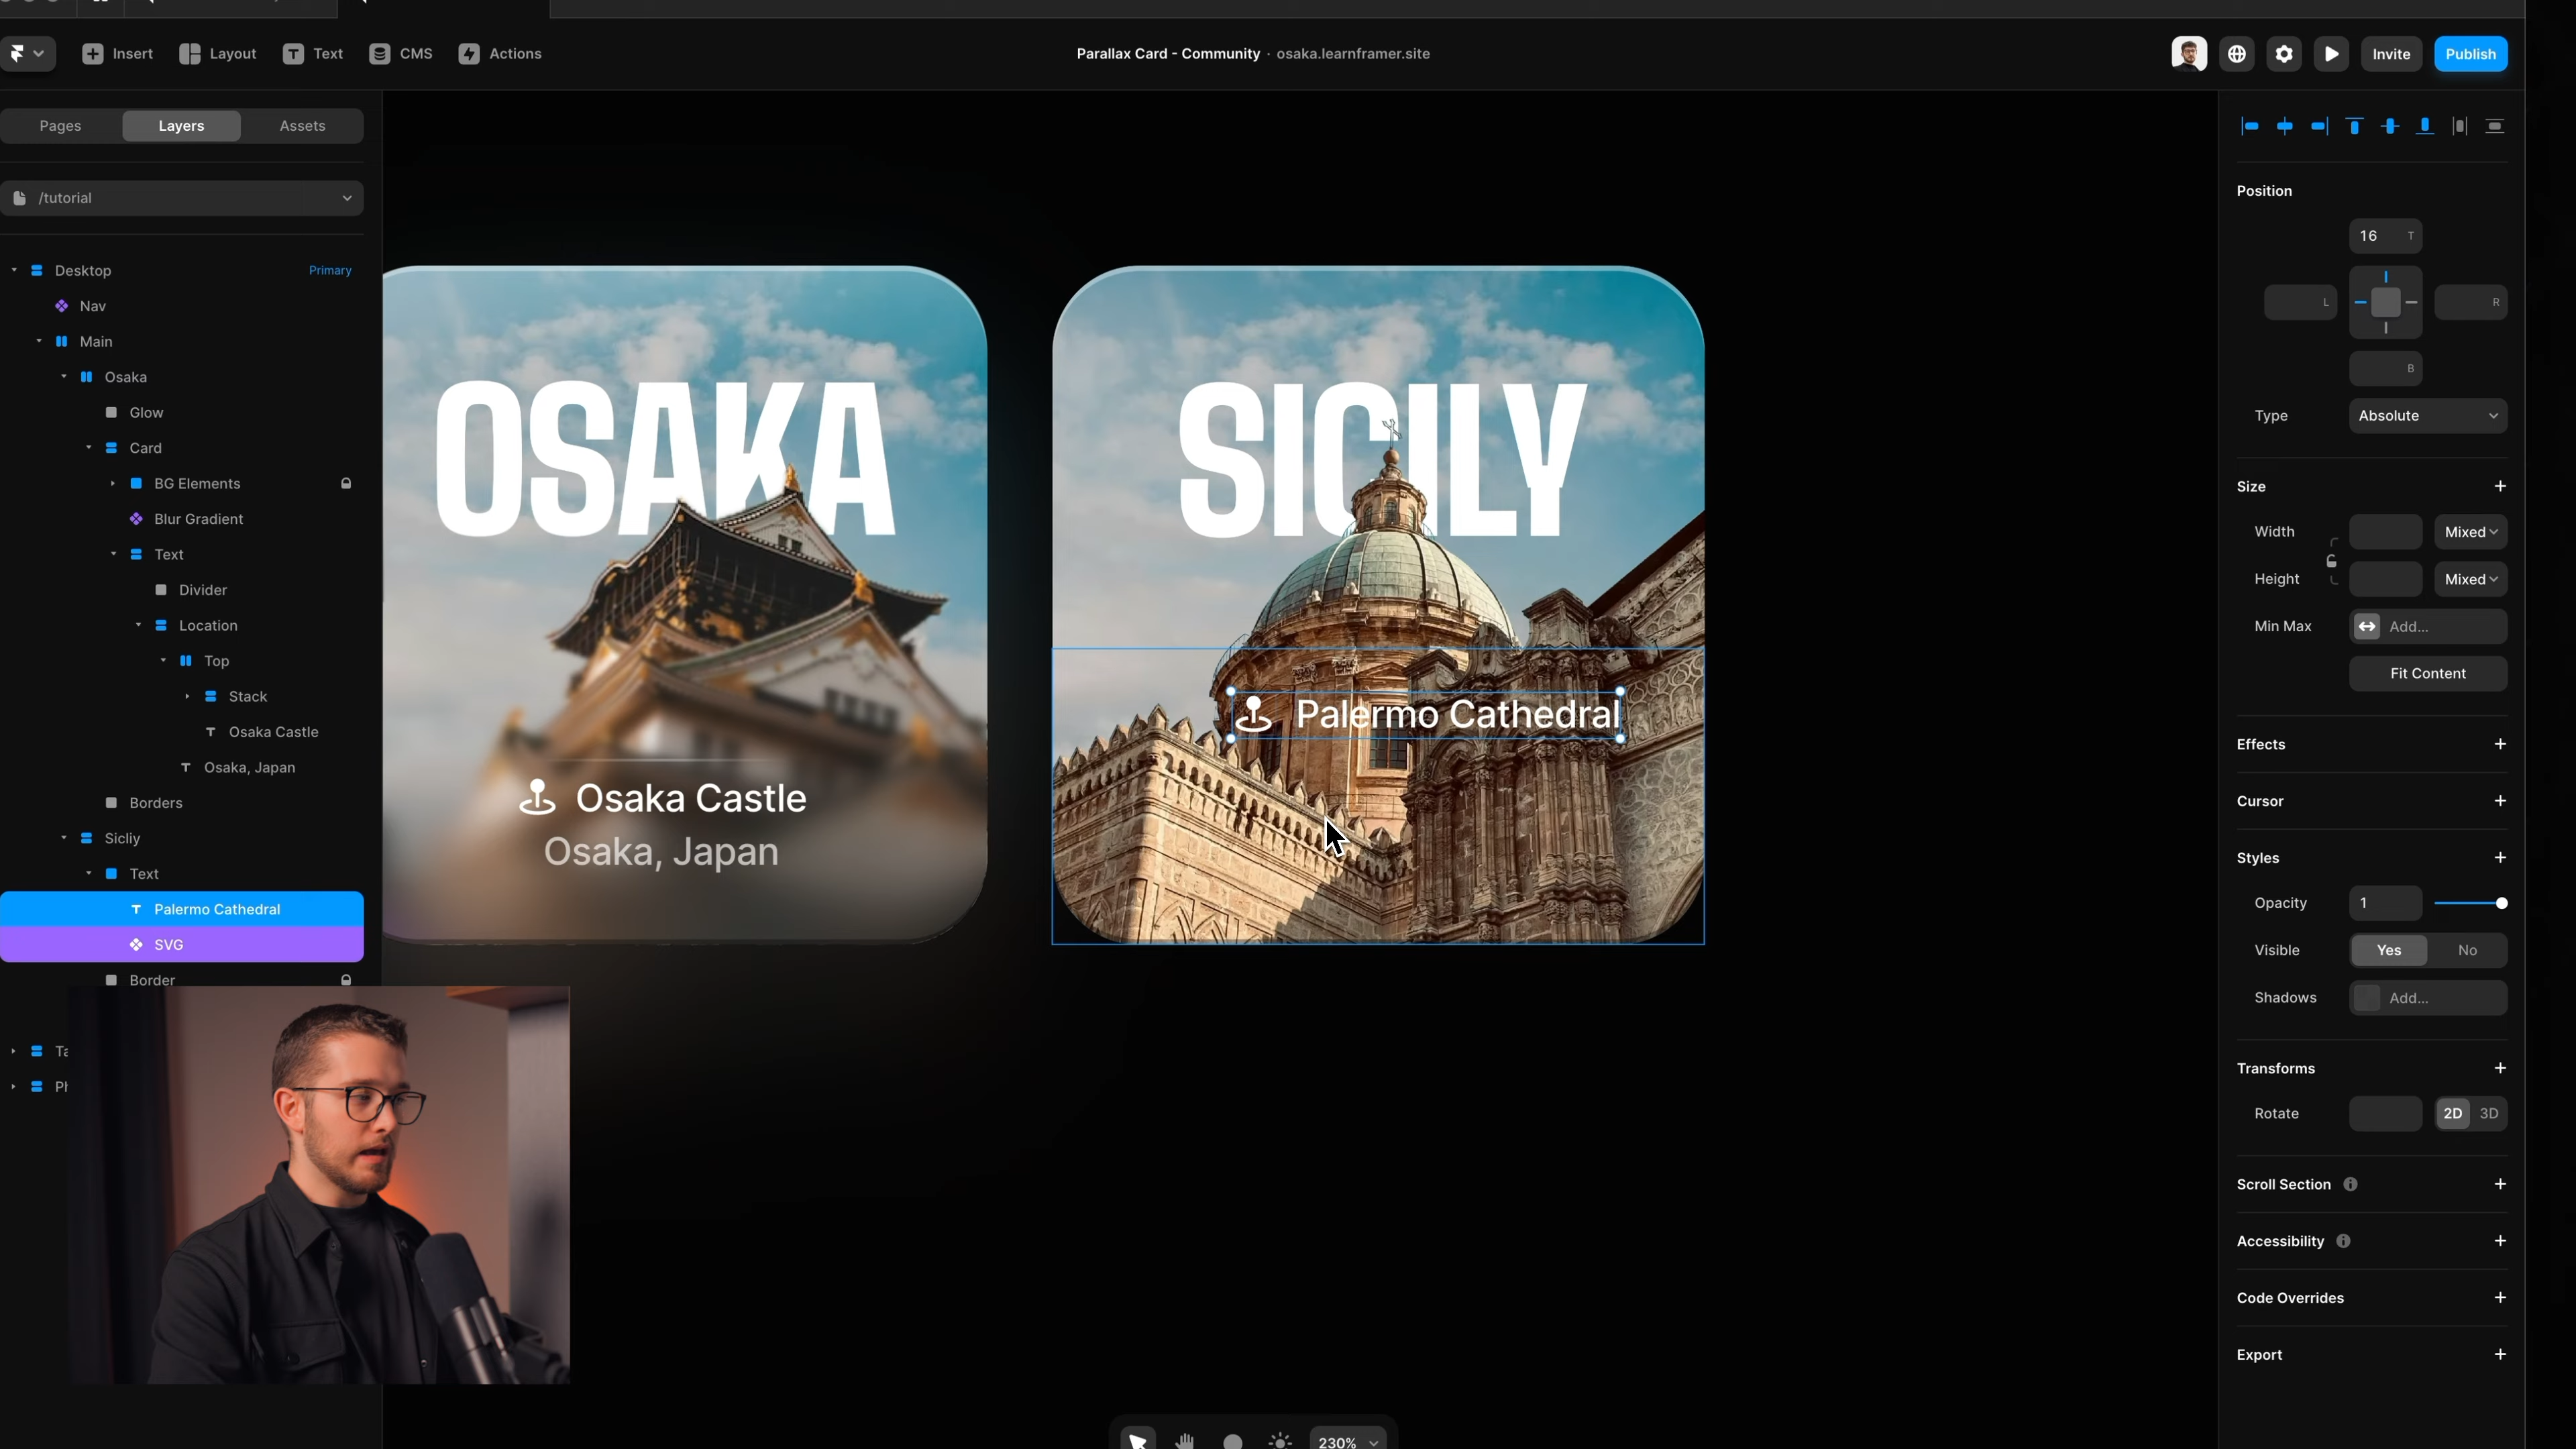 Insert
Layout
Text
CMS
Actions
Parallax Card - Community · osaka.learnframer.site
Invite
Publish
Pages
Layers
Assets
/tutorial
Desktop
Primary
Nav
Main
Osaka
Glow
Card
BG Elements
Blur Gradient
Text
Divider
Location
Top
Stack
Osaka Castle
Osaka, Japan
Borders
Sicliy
Text
Palermo Cathedral
SVG
Border
OSAKA
Osaka Castle
Osaka, Japan
SICILY
Palermo Cathedral
230%
Position
16 T
L
R
B
Type
Absolute
Size
Width
Mixed
Height
Mixed
Min Max
Add...
Fit Content
Effects
Cursor
Styles
Opacity
1
Visible
Yes
No
Shadows
Add...
Transforms
Rotate
2D
3D
Scroll Section
Accessibility
Code Overrides
Export